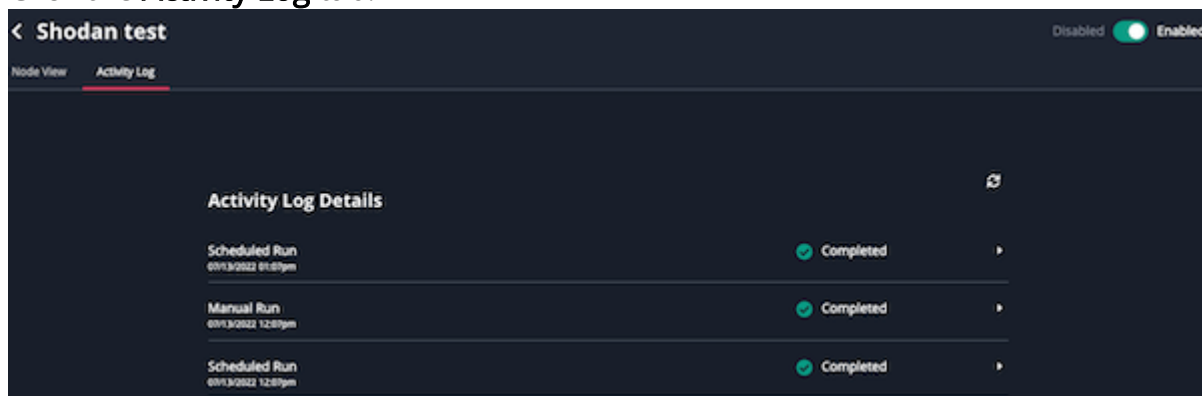 Shodan test
Disabled Enabled
Node View Activity Log
Activity Log Details
Scheduled Run Completed
07/13/2022 01:07pm
Manual Run Completed
07/13/2022 12:07pm
Scheduled Run Completed
07/13/2022 12:07pm